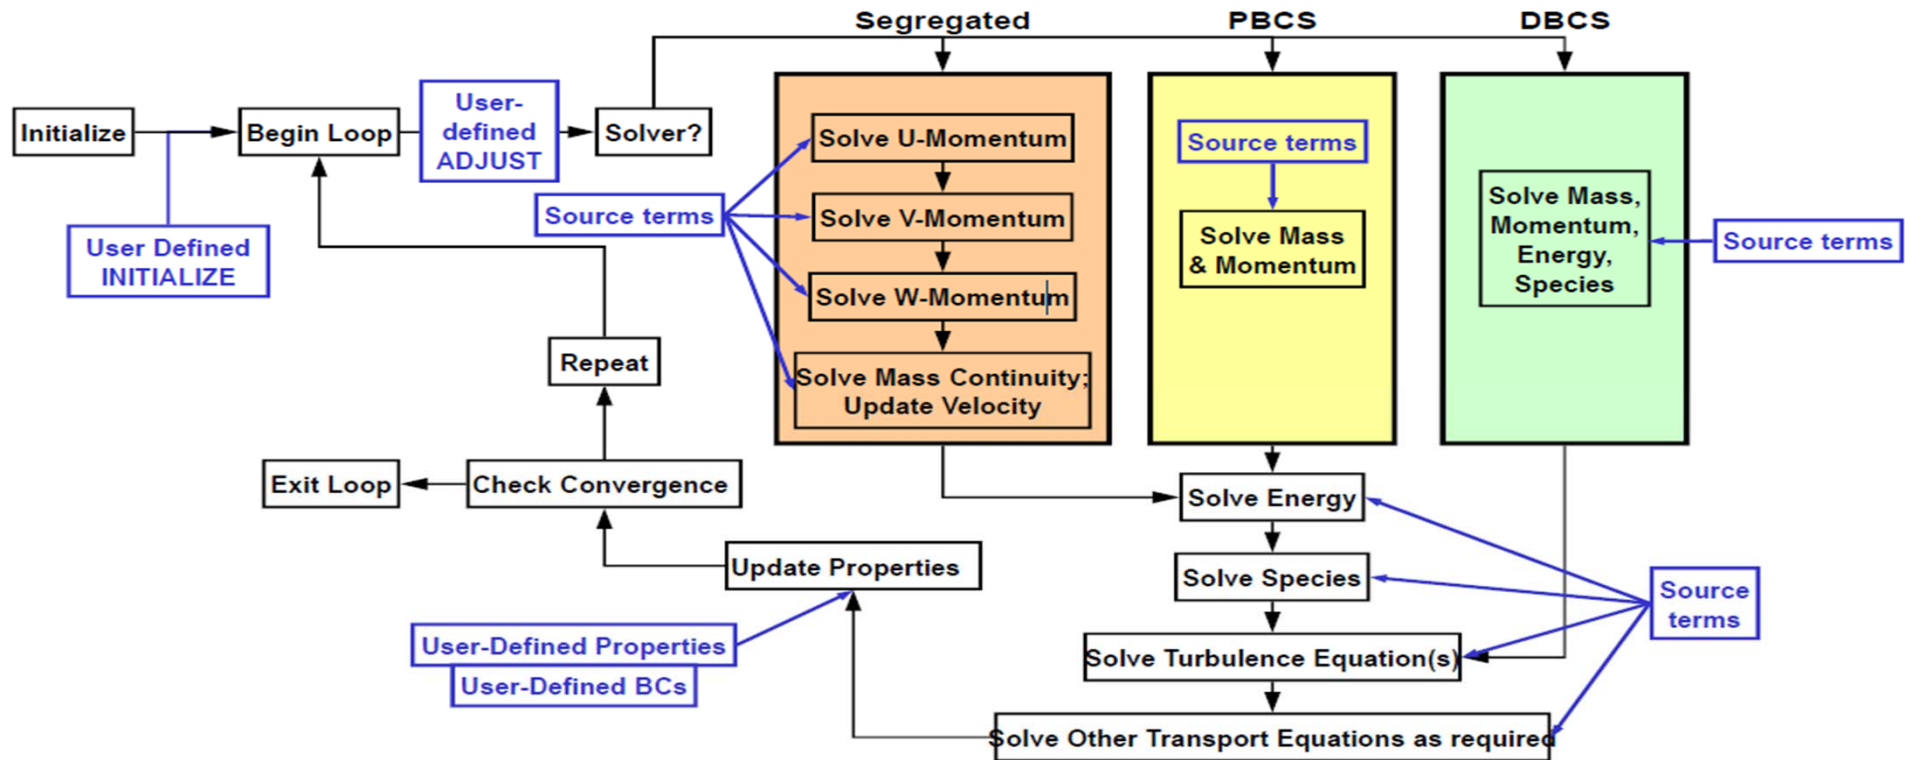 Segregated
PBCS
DBCS
Initialize
Begin Loop
User-
defined
ADJUST
Solver?
User Defined
INITIALIZE
Source terms
Solve U-Momentum
Solve V-Momentum
Solve W-Momentum
Solve Mass Continuity;
Update Velocity
Source terms
Solve Mass
& Momentum
Solve Mass,
Momentum,
Energy,
Species
Source terms
Repeat
Exit Loop
Check Convergence
Solve Energy
Update Properties
Solve Species
Source
terms
User-Defined Properties
User-Defined BCs
Solve Turbulence Equation(s)
Solve Other Transport Equations as required